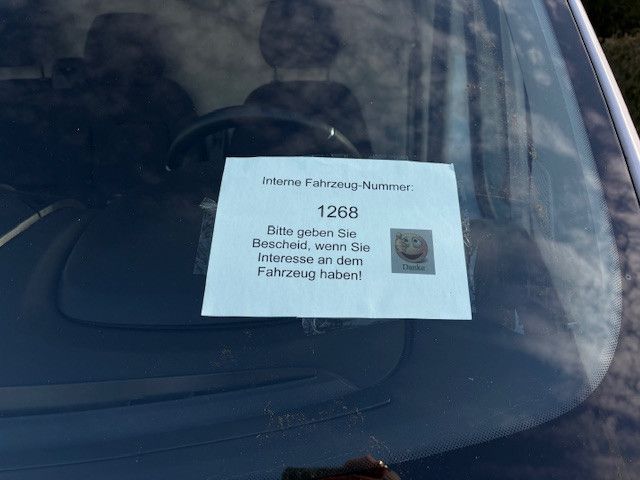 Interne Fahrzeug-Nummer:
1268
Bitte geben Sie
Bescheid, wenn Sie
Interesse an dem
Fahrzeug haben!
Danke